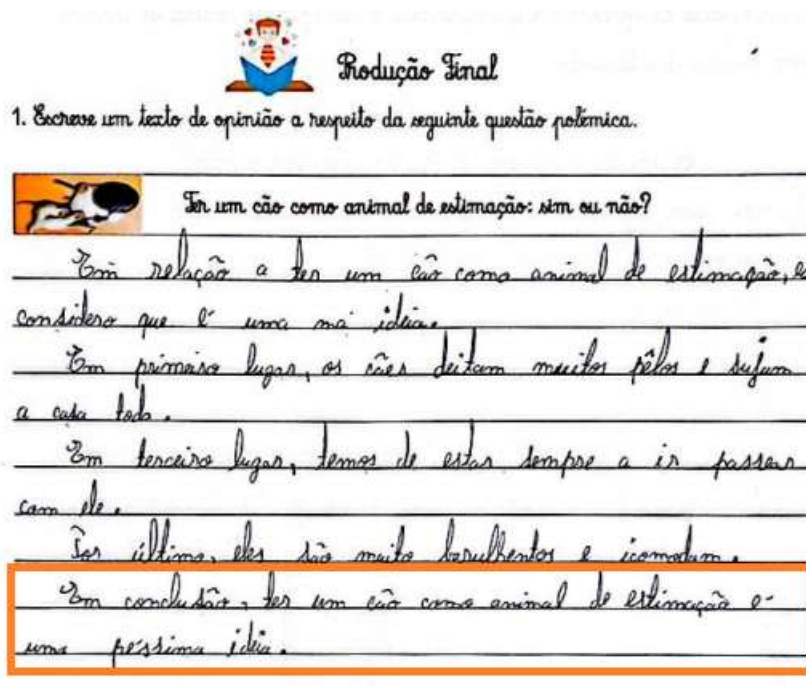 Produção Final
1. Escreve um texto de opinião a respeito da seguinte questão polémica.
Ter um cão como animal de estimação: sim ou não?
Em relação a ter um cão como animal de estimação, e
considero que é uma má ideia.
Em primeiro lugar, os cães deitam muitos pêlos e sujam
a casa toda.
Em terceiro lugar, temos de estar sempre a ir passear
com ele.
Por último, eles são muito barulhentos e icomodam.
Em conclusão, ter um cão como animal de estimação é
uma péssima ideia.